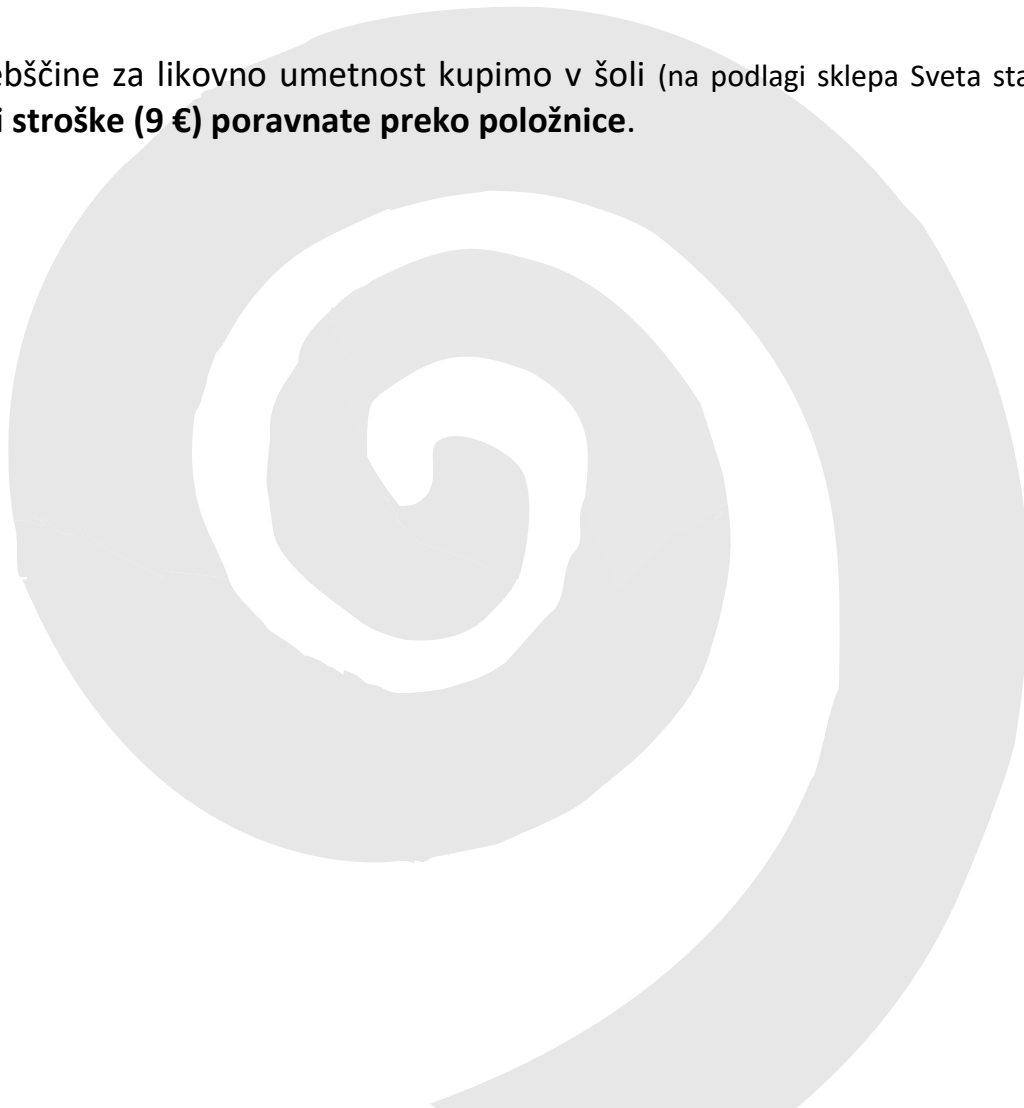 ebščine za likovno umetnost kupimo v šoli (na podlagi sklepa Sveta sta
i stroške (9 €) poravnate preko položnice.